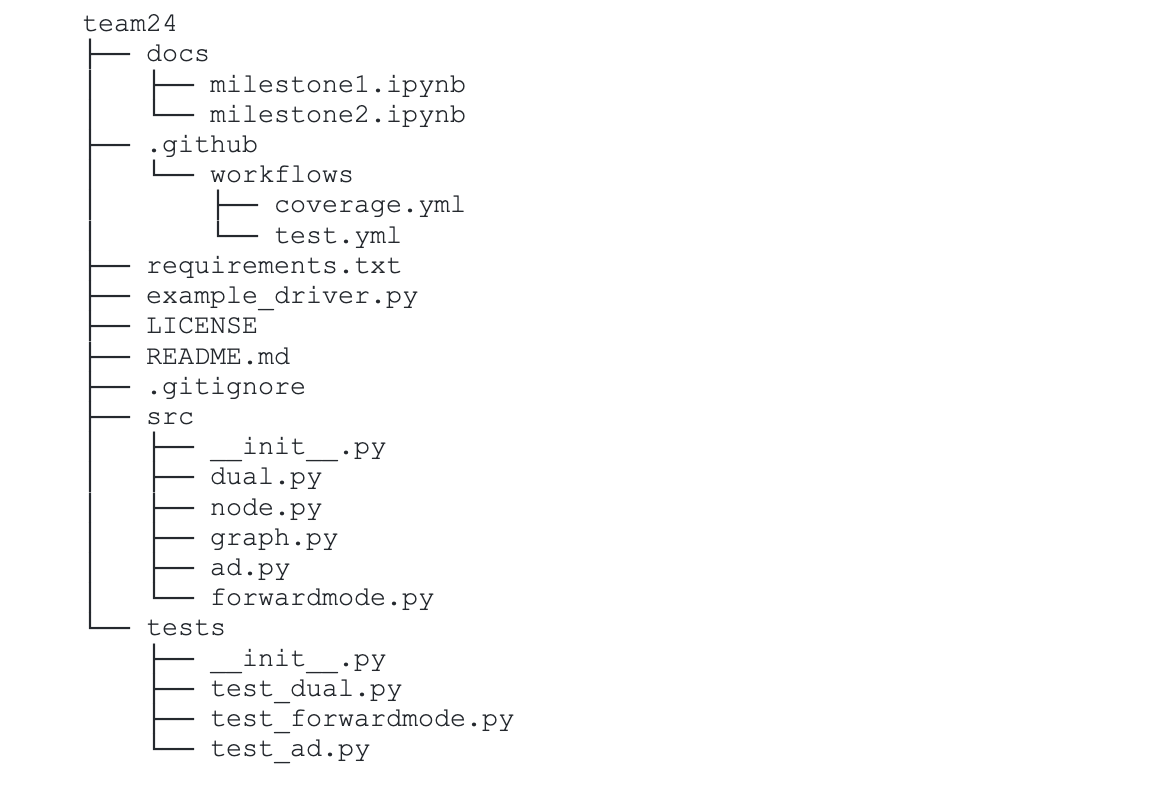 team24
├── docs
│   ├── milestone1.ipynb
│   └── milestone2.ipynb
├── .github
│   └── workflows
│       ├── coverage.yml
│       └── test.yml
├── requirements.txt
├── example_driver.py
├── LICENSE
├── README.md
├── .gitignore
├── src
│   ├── __init__.py
│   ├── dual.py
│   ├── node.py
│   ├── graph.py
│   ├── ad.py
│   └── forwardmode.py
└── tests
    ├── __init__.py
    ├── test_dual.py
    ├── test_forwardmode.py
    └── test_ad.py